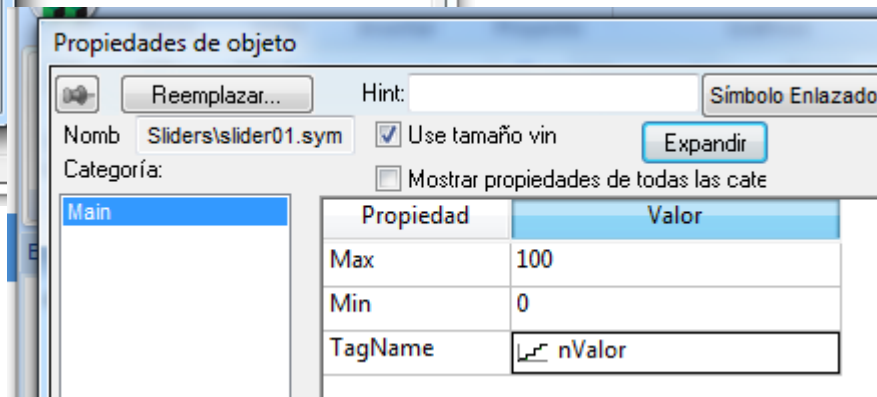 Propiedades de objeto
Reemplazar... Hint: Símbolo Enlazado
Nomb Sliders\slider01.sym Use tamaño vin Expandir
Categoría: Mostrar propiedades de todas las cate
Main Propiedad Valor
Max 100
Min 0
TagName nValor